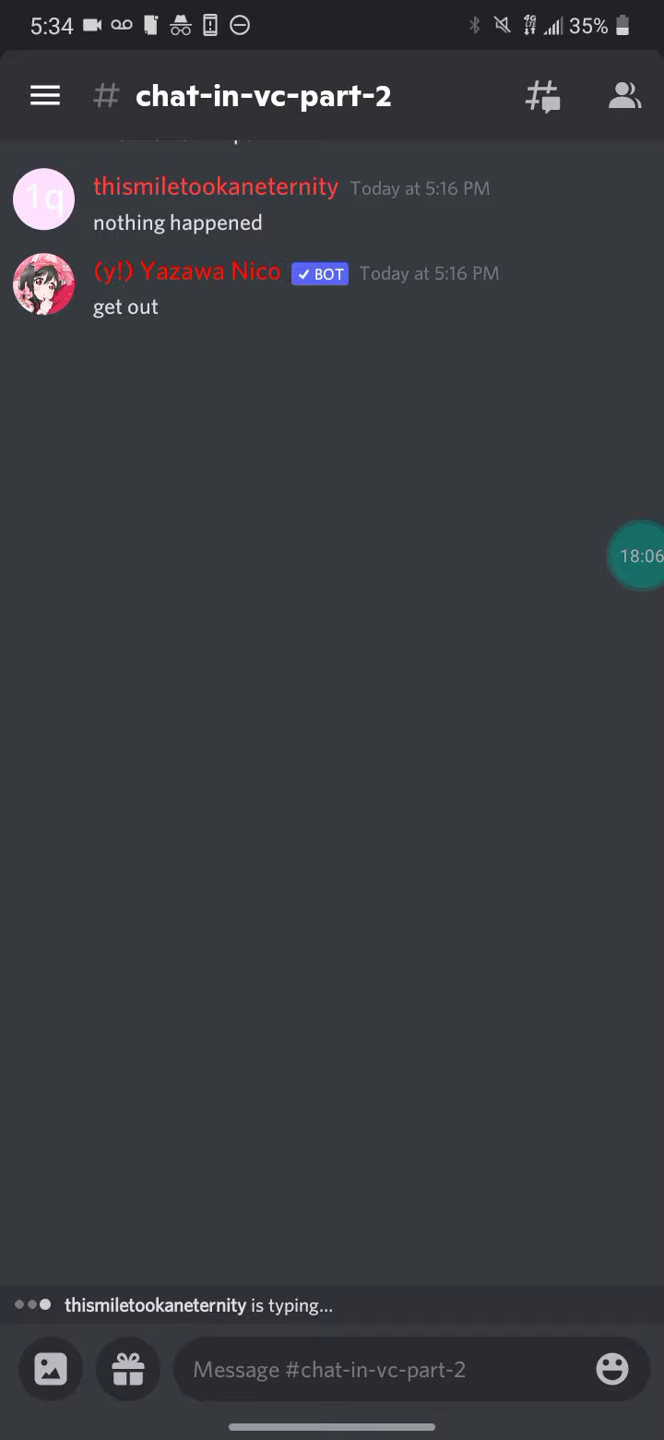 5:34 35%
# chat-in-vc-part-2
1q
thismiletookaneternity Today at 5:16 PM
nothing happened
(y!) Yazawa Nico ✓ BOT Today at 5:16 PM
get out
18:06
thismiletookaneternity is typing...
Message #chat-in-vc-part-2